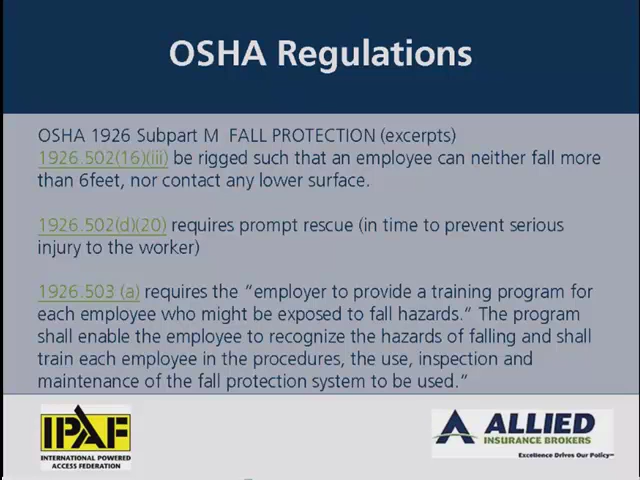 OSHA Regulations
OSHA 1926 Subpart M  FALL PROTECTION (excerpts)
1926.502(16)(iii) be rigged such that an employee can neither fall more
than 6feet, nor contact any lower surface.
1926.502(d)(20) requires prompt rescue (in time to prevent serious
injury to the worker)
1926.503 (a) requires the “employer to provide a training program for
each employee who might be exposed to fall hazards.” The program
shall enable the employee to recognize the hazards of falling and shall
train each employee in the procedures, the use, inspection and
maintenance of the fall protection system to be used.”
IPAF
INTERNATIONAL POWERED
ACCESS FEDERATION
ALLIED
INSURANCE BROKERS
Excellence Drives Our Policy℠